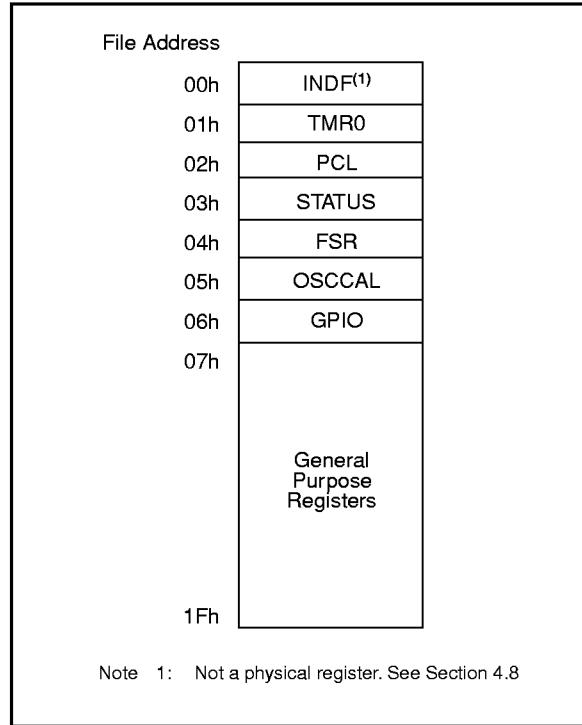 File Address
00h INDF(1)
01h TMR0
02h PCL
03h STATUS
04h FSR
05h OSCCAL
06h GPIO
07h
General
Purpose
Registers
1Fh
Note 1: Not a physical register. See Section 4.8